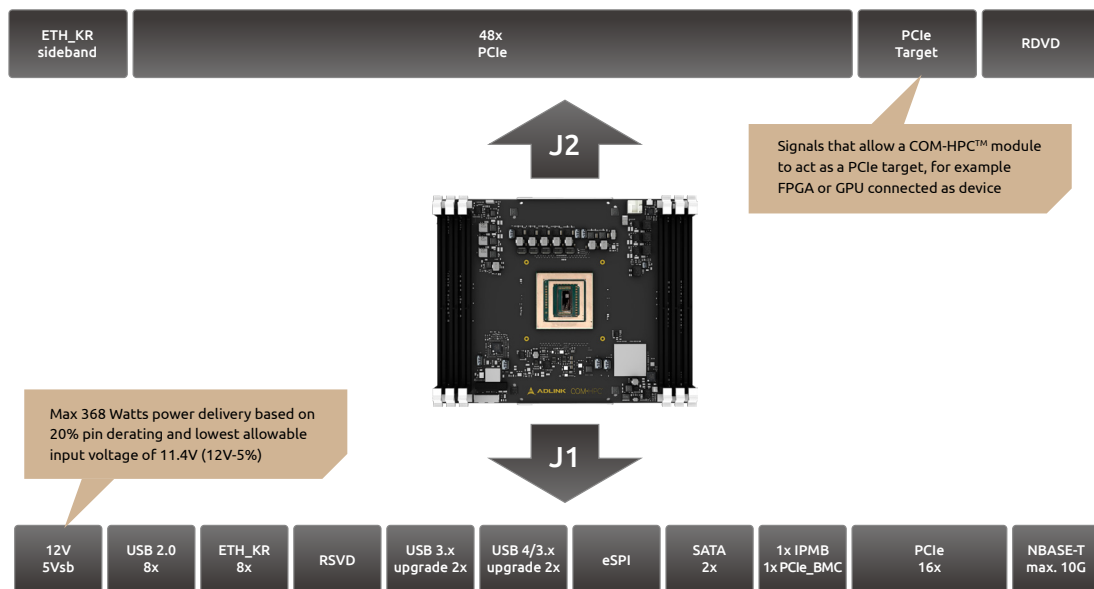 ETH_KR
sideband
48x
PCIe
PCIe
Target
RDVD
J2
Signals that allow a COM-HPC™ module
to act as a PCIe target, for example
FPGA or GPU connected as device
ADLINK COM-HPC
Max 368 Watts power delivery based on
20% pin derating and lowest allowable
input voltage of 11.4V (12V-5%)
J1
12V
5Vsb
USB 2.0
8x
ETH_KR
8x
RSVD
USB 3.x
upgrade 2x
USB 4/3.x
upgrade 2x
eSPI
SATA
2x
1x IPMB
1x PCIe_BMC
PCIe
16x
NBASE-T
max. 10G